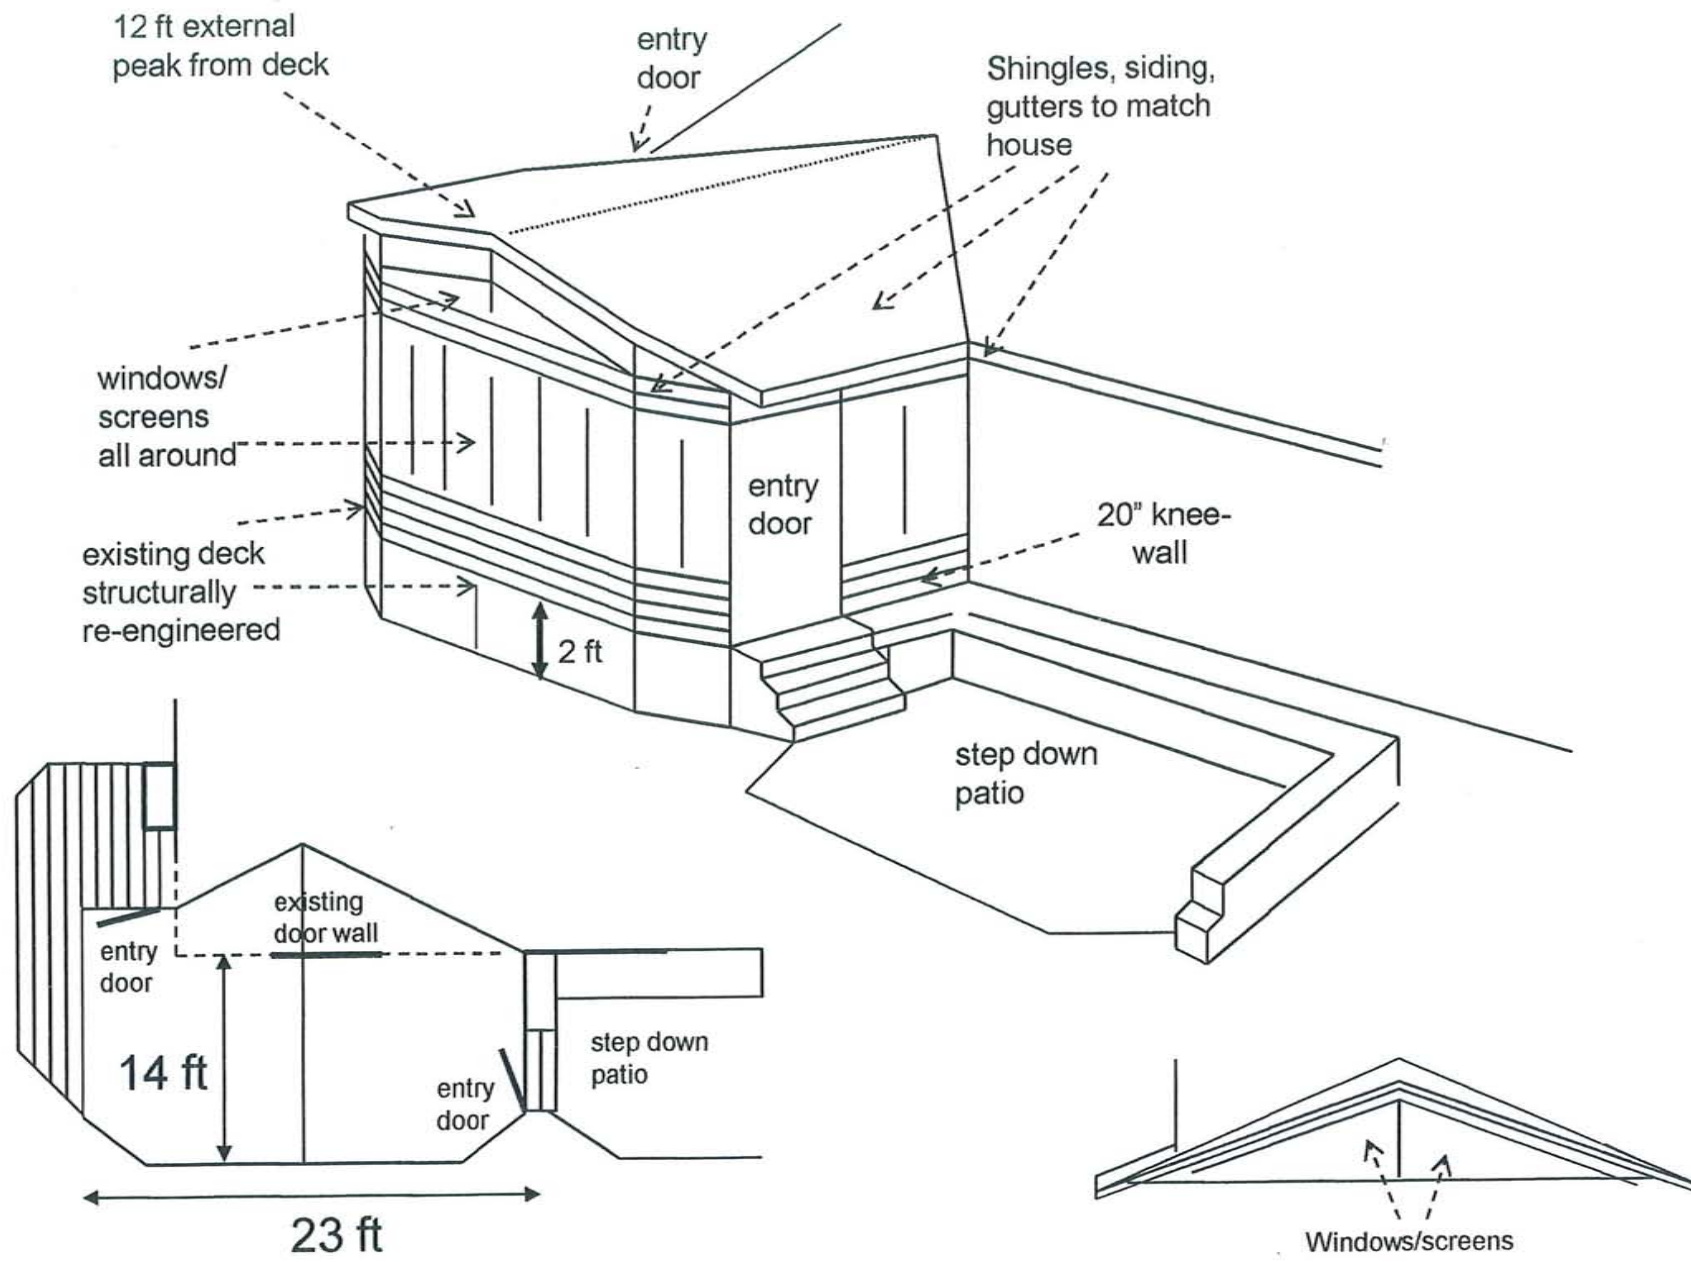 12 ft external
peak from deck
entry
door
Shingles, siding,
gutters to match
house
windows/
screens
all around
entry
door
20" knee-
wall
existing deck
structurally
re-engineered
2 ft
step down
patio
existing
door wall
entry
door
14 ft
entry
door
step down
patio
23 ft
Windows/screens